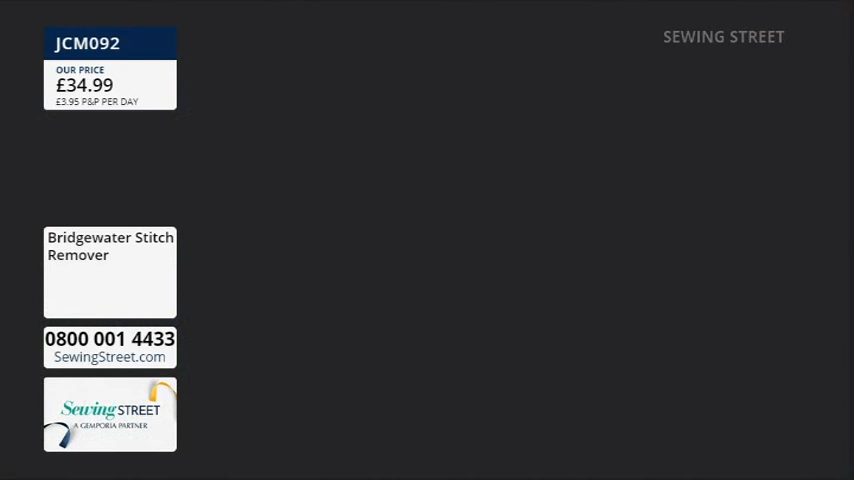 JCM092
SEWING STREET
OUR PRICE
£34.99
£3.95 P&P PER DAY
Bridgewater Stitch
Remover
0800 001 4433
SewingStreet.com
Sewing STREET
A GEMPORIA PARTNER